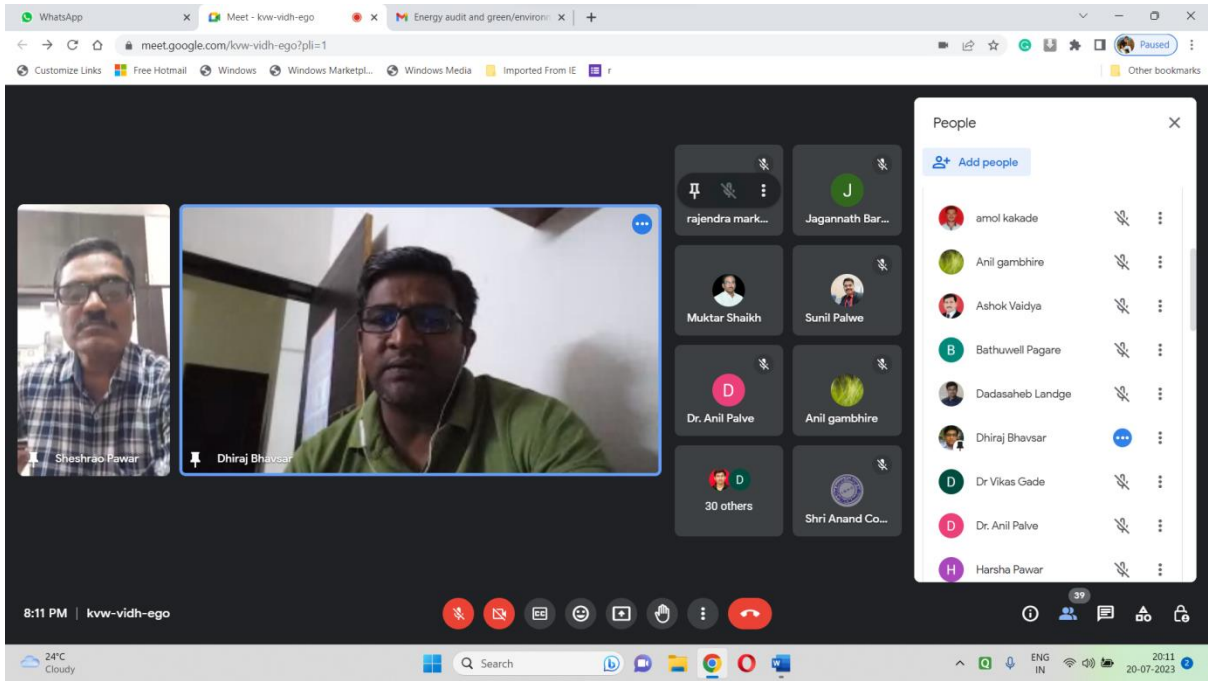 WhatsApp
Meet - kvw-vidh-ego
Energy audit and green/environ
meet.google.com/kvw-vidh-ego?pli=1
Paused
Customize Links
Free Hotmail
Windows
Windows Marketpl...
Windows Media
Imported From IE
r
Other bookmarks
Sheshrao Pawar
Dhiraj Bhavsar
rajendra mark...
J
Jagannath Bar...
Muktar Shaikh
Sunil Palwe
D
Dr. Anil Palve
Anil gambhire
D
30 others
Shri Anand Co...
People
Add people
amol kakade
Anil gambhire
Ashok Vaidya
B
Bathuwell Pagare
Dadasaheb Landge
Dhiraj Bhavsar
D
Dr Vikas Gade
D
Dr. Anil Palve
H
Harsha Pawar
8:11 PM | kvw-vidh-ego
39
24°C
Cloudy
Search
ENG
IN
20:11
20-07-2023
2